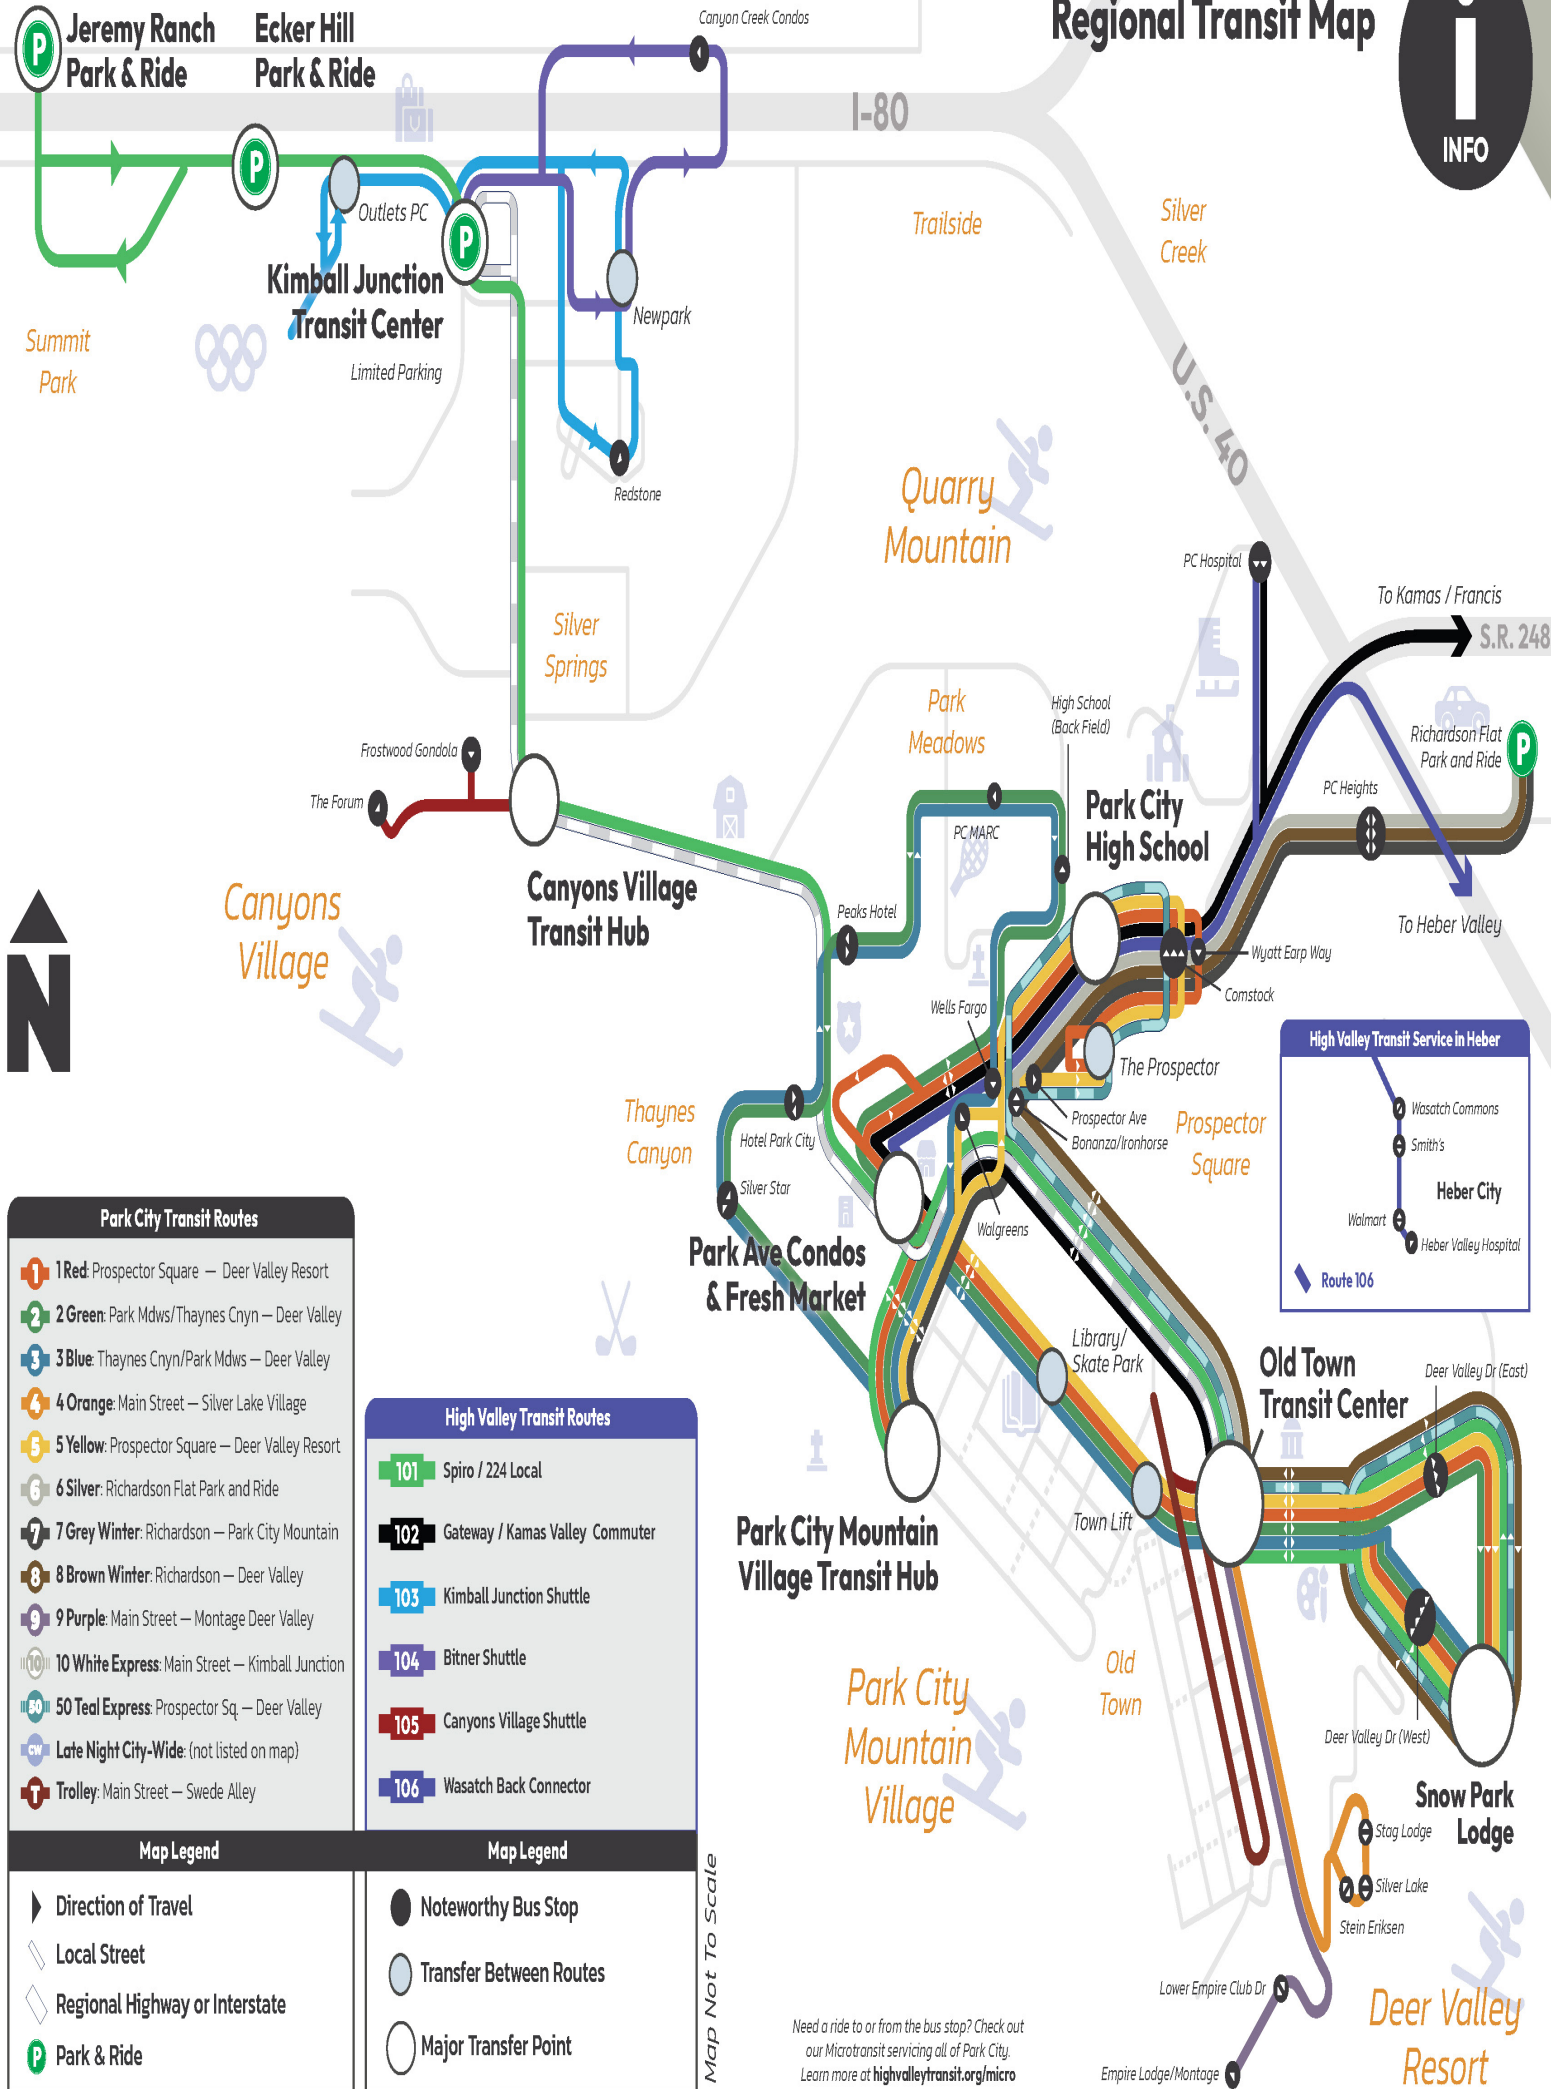 Regional Transit Map
i
INFO
P
Jeremy Ranch
Park & Ride
Ecker Hill
Park & Ride
P
Canyon Creek Condos
I-80
Outlets PC
P
Kimball Junction
Transit Center
Limited Parking
Newpark
Redstone
Summit
Park
Trailside
Silver
Creek
U.S. 40
Quarry
Mountain
Silver
Springs
Park
Meadows
PC Hospital
To Kamas / Francis
S.R. 248
High School
(Back Field)
Richardson Flat
Park and Ride
P
PC Heights
Frostwood Gondola
The Forum
PC MARC
Park City
High School
Canyons Village
Transit Hub
Canyons
Village
Peaks Hotel
To Heber Valley
Wyatt Earp Way
Comstock
Wells Fargo
The Prospector
Prospector Ave
Bonanza/Ironhorse
Prospector
Square
N
Thaynes
Canyon
Hotel Park City
Silver Star
Walgreens
Park Ave Condos
& Fresh Market
High Valley Transit Service in Heber
Wasatch Commons
Smith's
Heber City
Walmart
Heber Valley Hospital
Route 106
Library/
Skate Park
Old Town
Transit Center
Deer Valley Dr (East)
Town Lift
Park City Mountain
Village Transit Hub
Old
Town
Park City
Mountain
Village
Deer Valley Dr (West)
Snow Park
Lodge
Stag Lodge
Silver Lake
Stein Eriksen
Lower Empire Club Dr
Empire Lodge/Montage
Deer Valley
Resort
Park City Transit Routes
1 1 Red: Prospector Square — Deer Valley Resort
2 2 Green: Park Mdws/Thaynes Cnyn — Deer Valley
3 3 Blue: Thaynes Cnyn/Park Mdws — Deer Valley
4 4 Orange: Main Street — Silver Lake Village
5 5 Yellow: Prospector Square — Deer Valley Resort
6 6 Silver: Richardson Flat Park and Ride
7 7 Grey Winter: Richardson — Park City Mountain
8 8 Brown Winter: Richardson — Deer Valley
9 9 Purple: Main Street — Montage Deer Valley
10 10 White Express: Main Street — Kimball Junction
50 50 Teal Express: Prospector Sq. — Deer Valley
CW Late Night City-Wide: (not listed on map)
T Trolley: Main Street — Swede Alley
High Valley Transit Routes
101 Spiro / 224 Local
102 Gateway / Kamas Valley Commuter
103 Kimball Junction Shuttle
104 Bitner Shuttle
105 Canyons Village Shuttle
106 Wasatch Back Connector
Map Legend
Direction of Travel
Local Street
Regional Highway or Interstate
P Park & Ride
Map Legend
Noteworthy Bus Stop
Transfer Between Routes
Major Transfer Point
Map Not To Scale
Need a ride to or from the bus stop? Check out
our Microtransit servicing all of Park City.
Learn more at highvalleytransit.org/micro